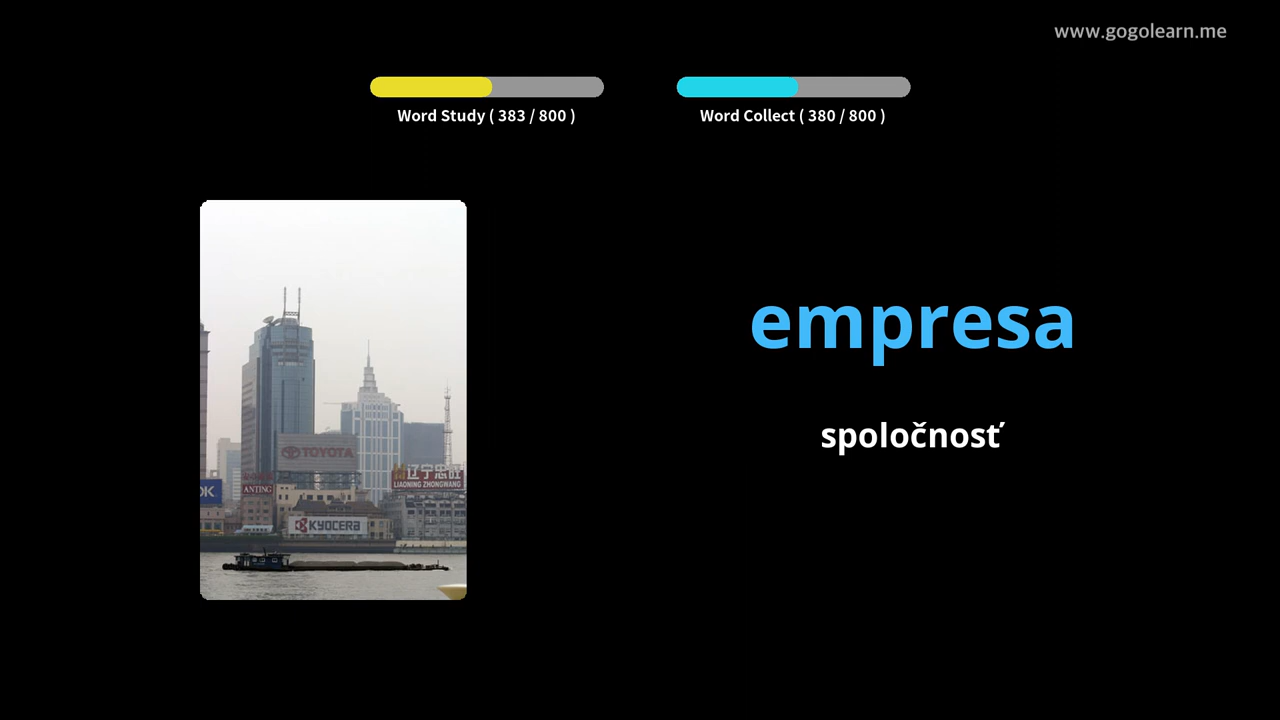 www.gogolearn.me
Word Study ( 383 / 800 )
Word Collect ( 380 / 800 )
empresa
spoločnosť
TOYOTA
辽宁忠旺
LIAONING ZHONGWANG
ANTING
KYOCERA